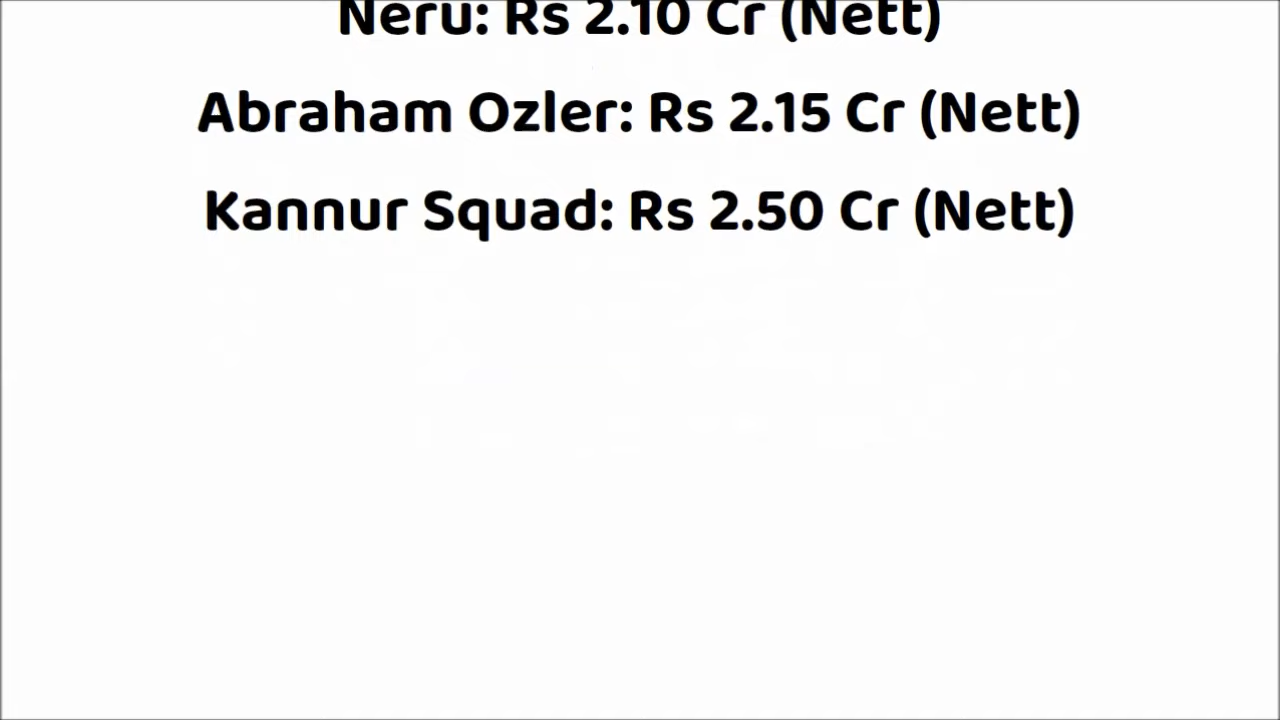 Neru: Rs 2.10 Cr (Nett)
Abraham Ozler: Rs 2.15 Cr (Nett)
Kannur Squad: Rs 2.50 Cr (Nett)